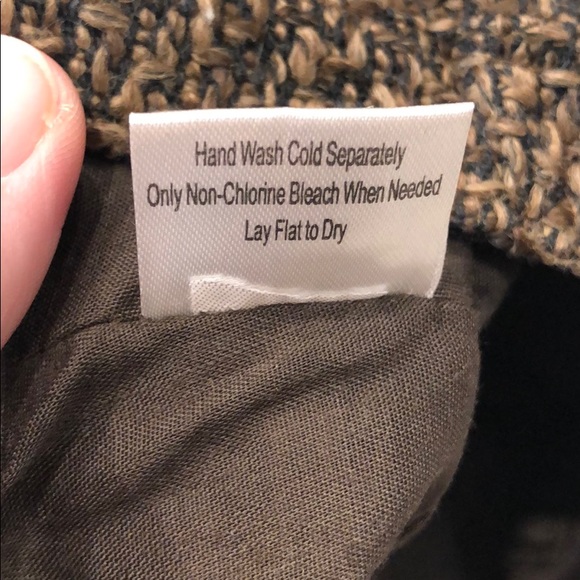 Hand Wash Cold Separately
Only Non-Chlorine Bleach When Needed
Lay Flat to Dry